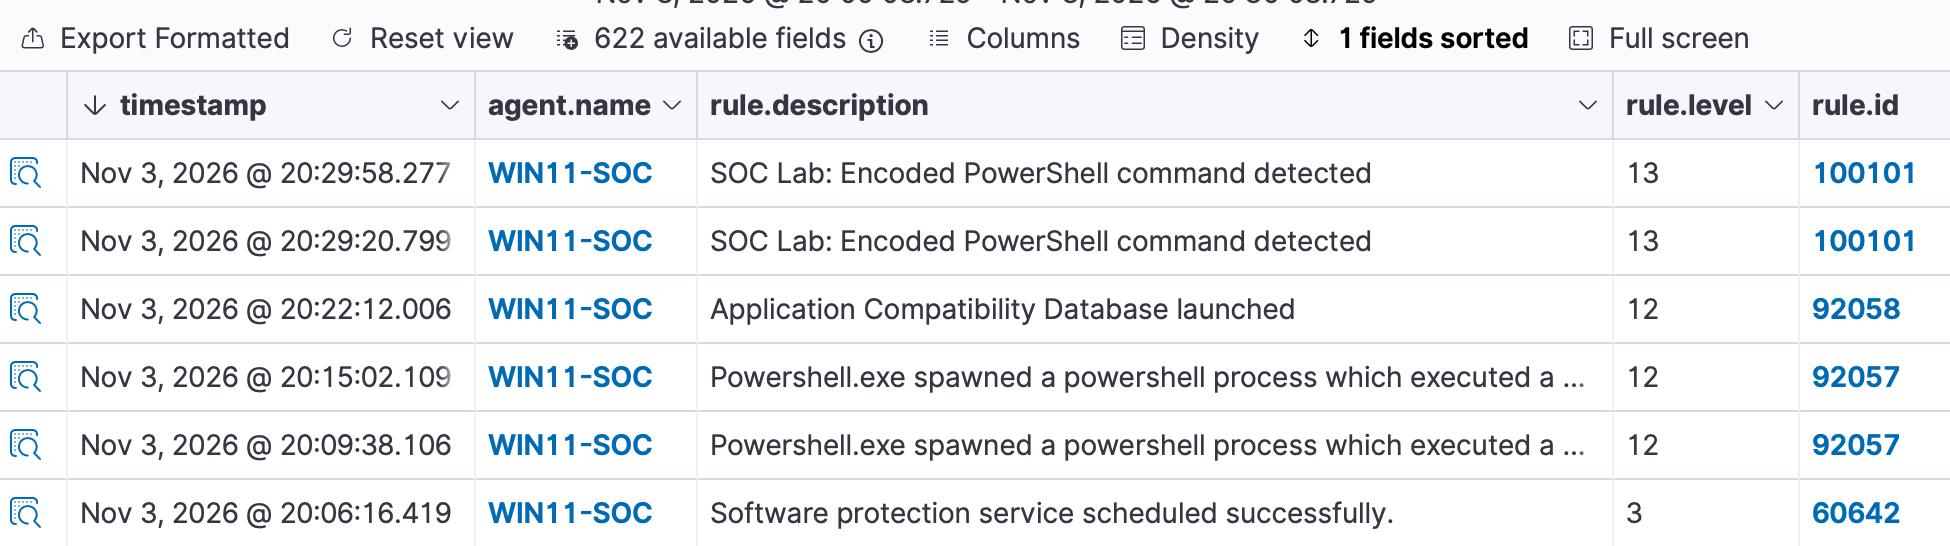 Export Formatted Reset view 622 available fields Columns Density 1 fields sorted Full screen
timestamp agent.name rule.description rule.level rule.id
Nov 3, 2026 @ 20:29:58.277 WIN11-SOC SOC Lab: Encoded PowerShell command detected 13 100101
Nov 3, 2026 @ 20:29:20.799 WIN11-SOC SOC Lab: Encoded PowerShell command detected 13 100101
Nov 3, 2026 @ 20:22:12.006 WIN11-SOC Application Compatibility Database launched 12 92058
Nov 3, 2026 @ 20:15:02.109 WIN11-SOC Powershell.exe spawned a powershell process which executed a ... 12 92057
Nov 3, 2026 @ 20:09:38.106 WIN11-SOC Powershell.exe spawned a powershell process which executed a ... 12 92057
Nov 3, 2026 @ 20:06:16.419 WIN11-SOC Software protection service scheduled successfully. 3 60642